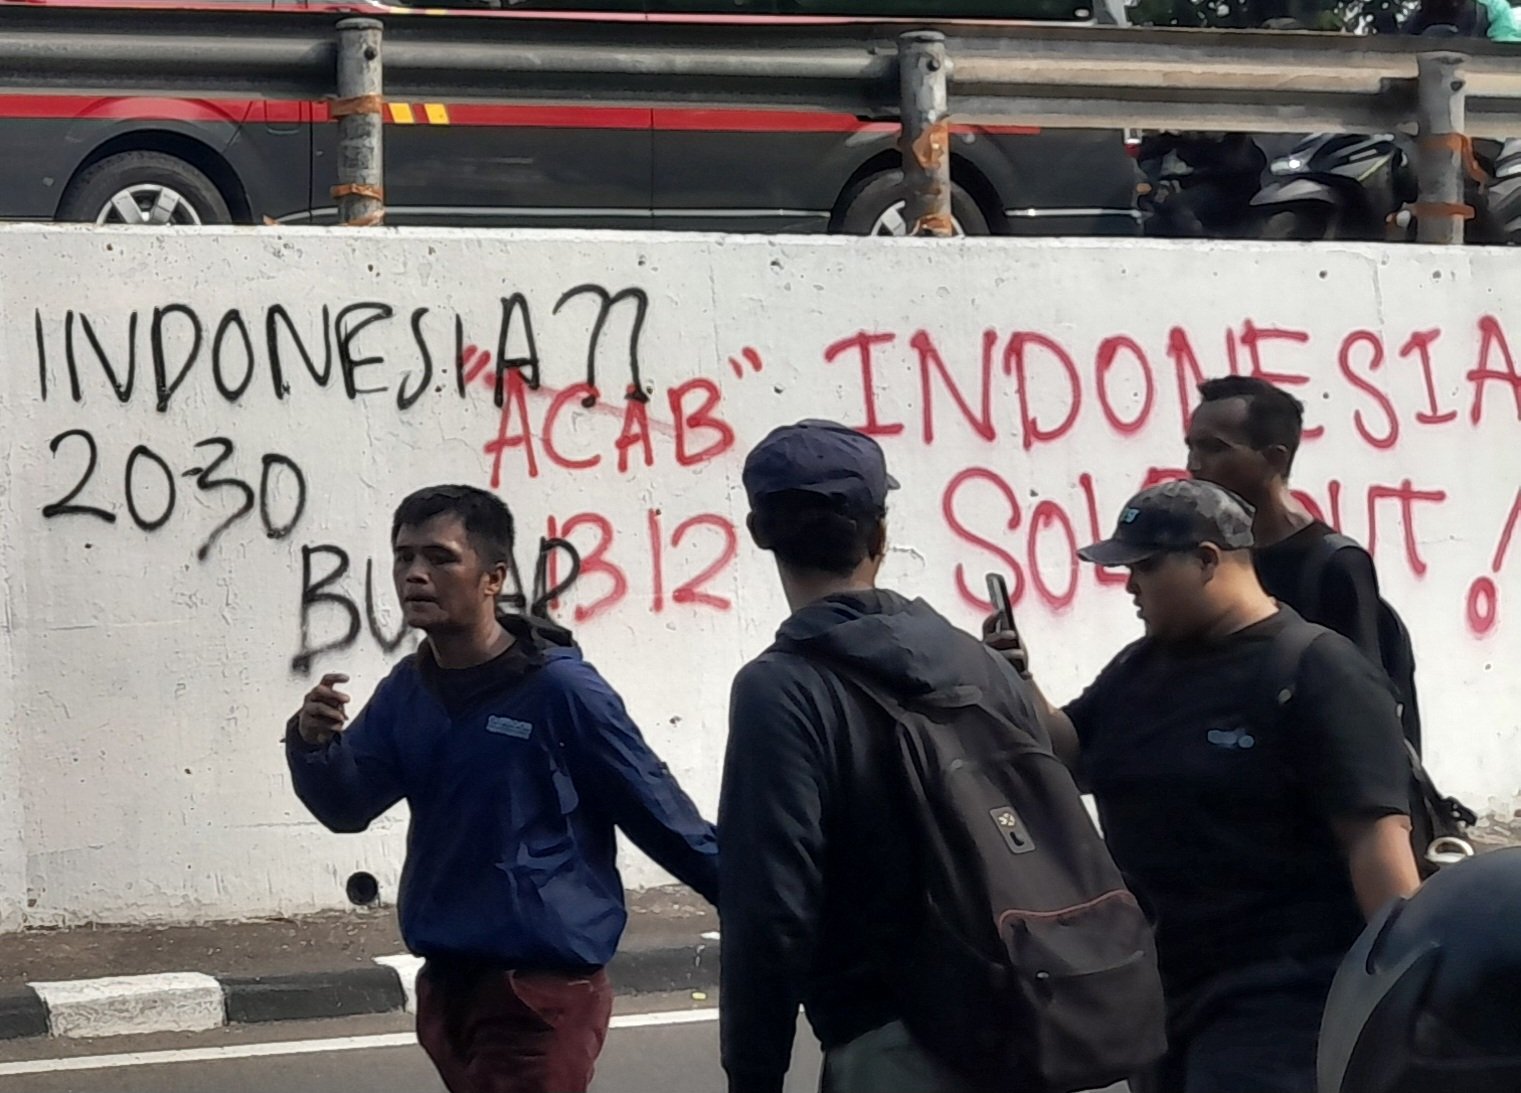 INDONESIA
2030
"ACAB"
1312
INDONESIA
!